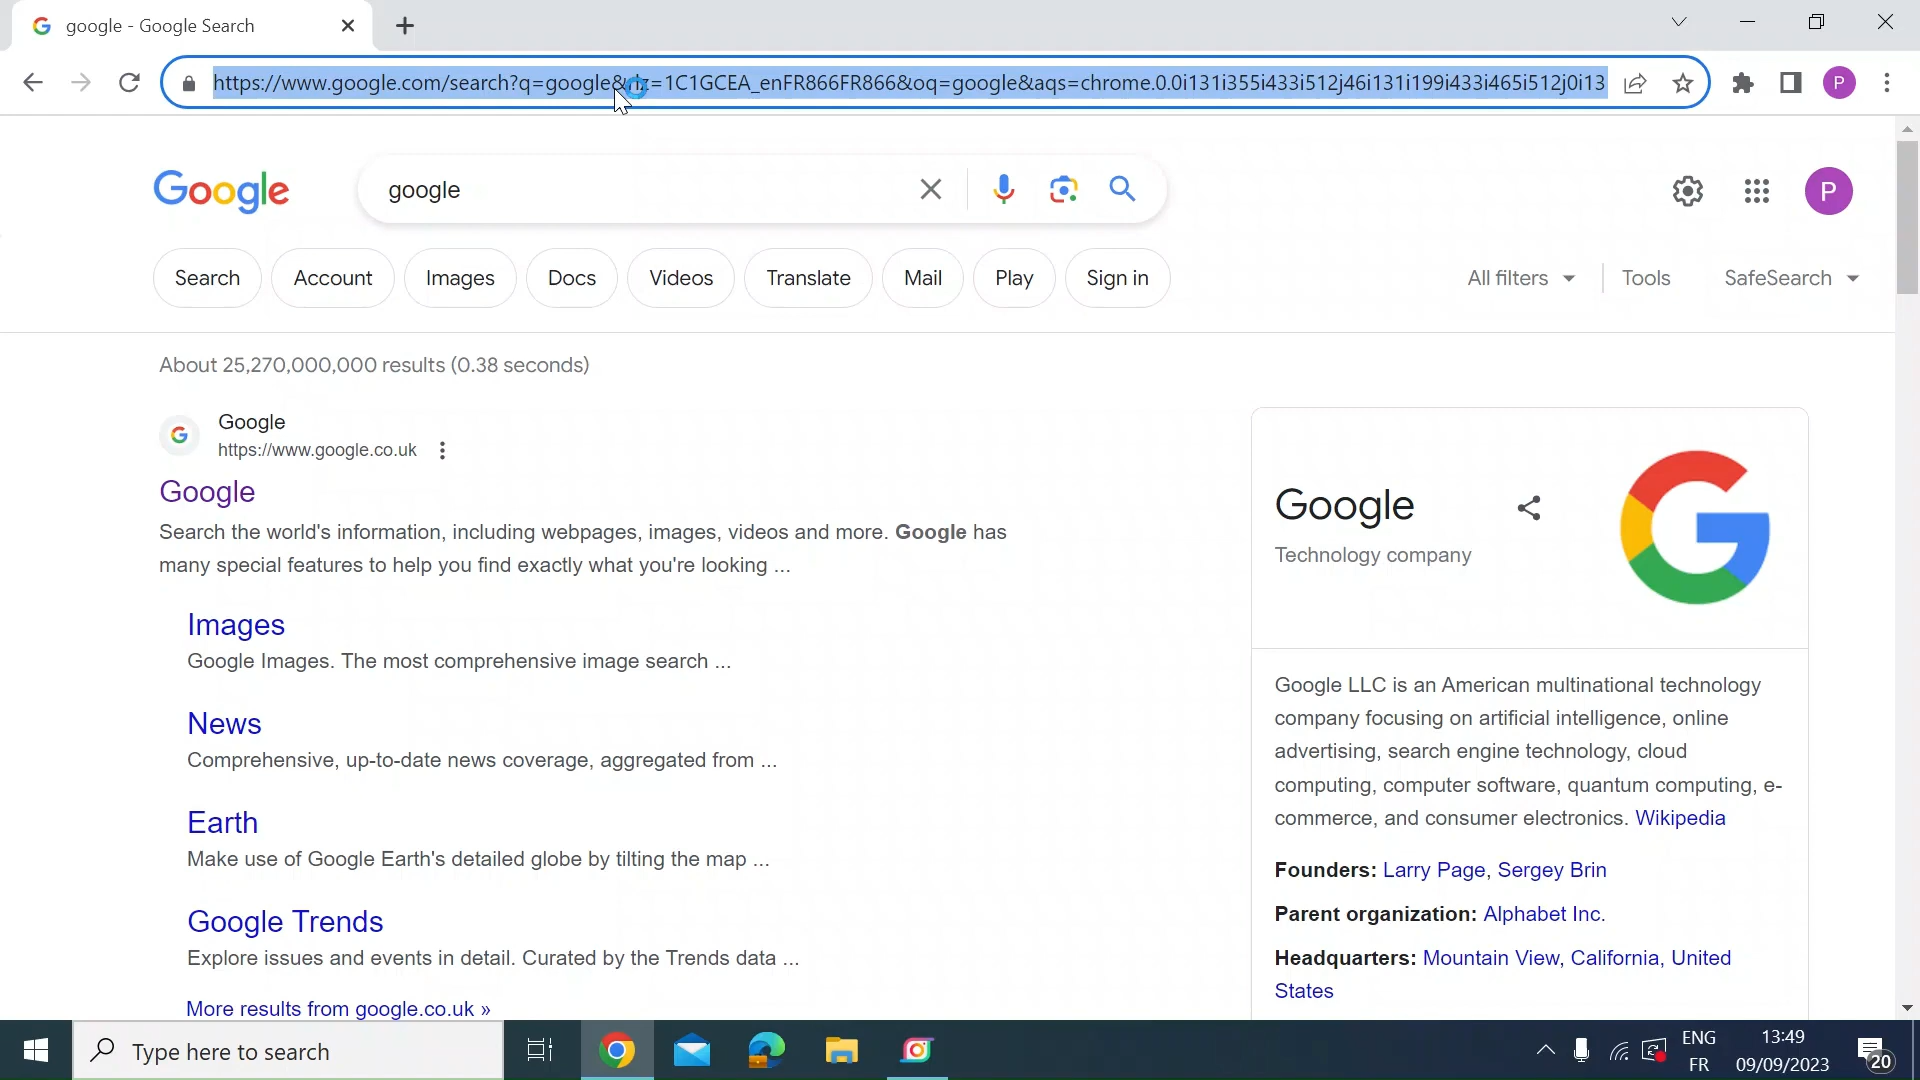 google - Google Search
https://www.google.com/search?q=google&rlz=1C1GCEA_enFR866FR866&oq=google&aqs=chrome.0.0i131i355i433i512j46i131i199i433i465i512j0i13
P
Google
google
P
Search
Account
Images
Docs
Videos
Translate
Mail
Play
Sign in
All filters
Tools
SafeSearch
About 25,270,000,000 results (0.38 seconds)
Google
https://www.google.co.uk
Google
Search the world's information, including webpages, images, videos and more. Google has
many special features to help you find exactly what you're looking ...
Images
Google Images. The most comprehensive image search ...
News
Comprehensive, up-to-date news coverage, aggregated from ...
Earth
Make use of Google Earth's detailed globe by tilting the map ...
Google Trends
Explore issues and events in detail. Curated by the Trends data ...
More results from google.co.uk »
Google
Technology company
Google LLC is an American multinational technology
company focusing on artificial intelligence, online
advertising, search engine technology, cloud
computing, computer software, quantum computing, e-
commerce, and consumer electronics. Wikipedia
Founders: Larry Page, Sergey Brin
Parent organization: Alphabet Inc.
Headquarters: Mountain View, California, United
States
Type here to search
ENG
FR
13:49
09/09/2023
20